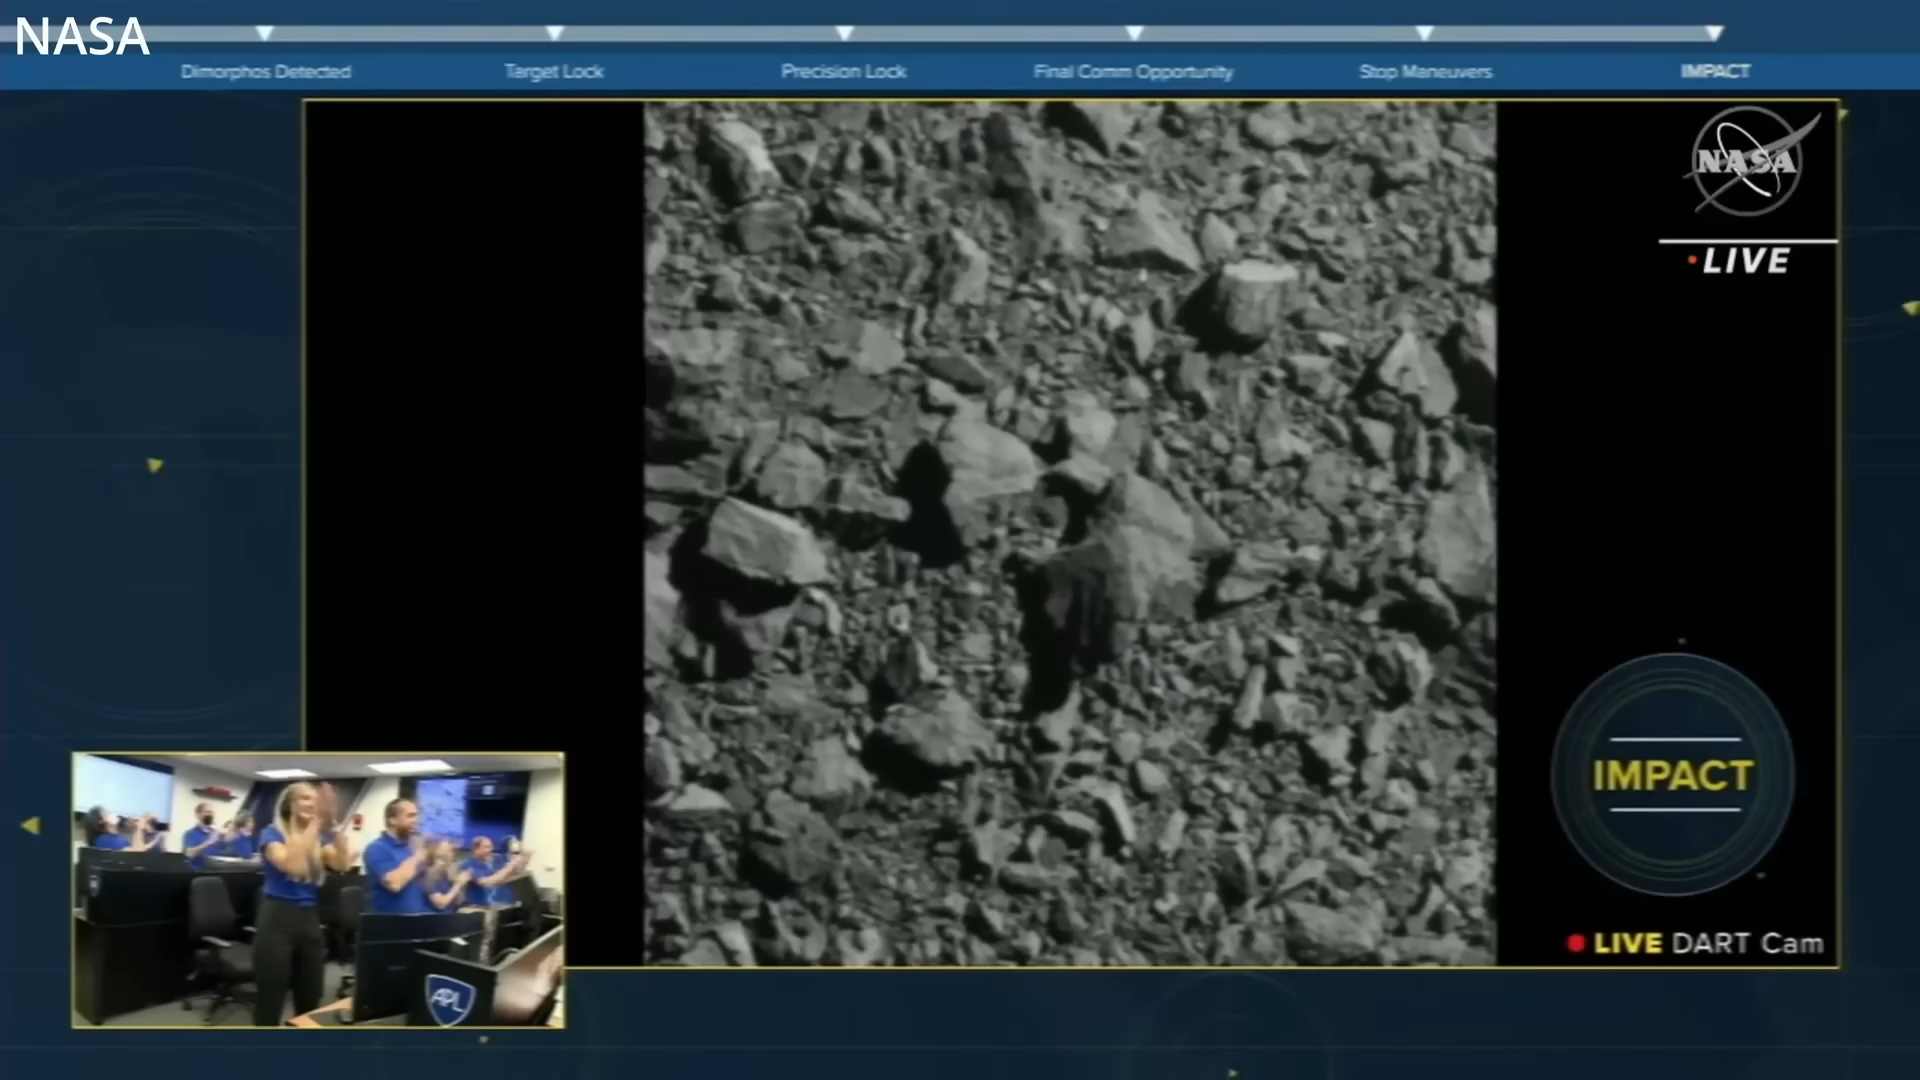 NASA
Dimorphos Detected
Target Lock
Precision Lock
Final Comm Opportunity
Stop Maneuvers
IMPACT
NASA
LIVE
IMPACT
LIVE DART Cam
APL